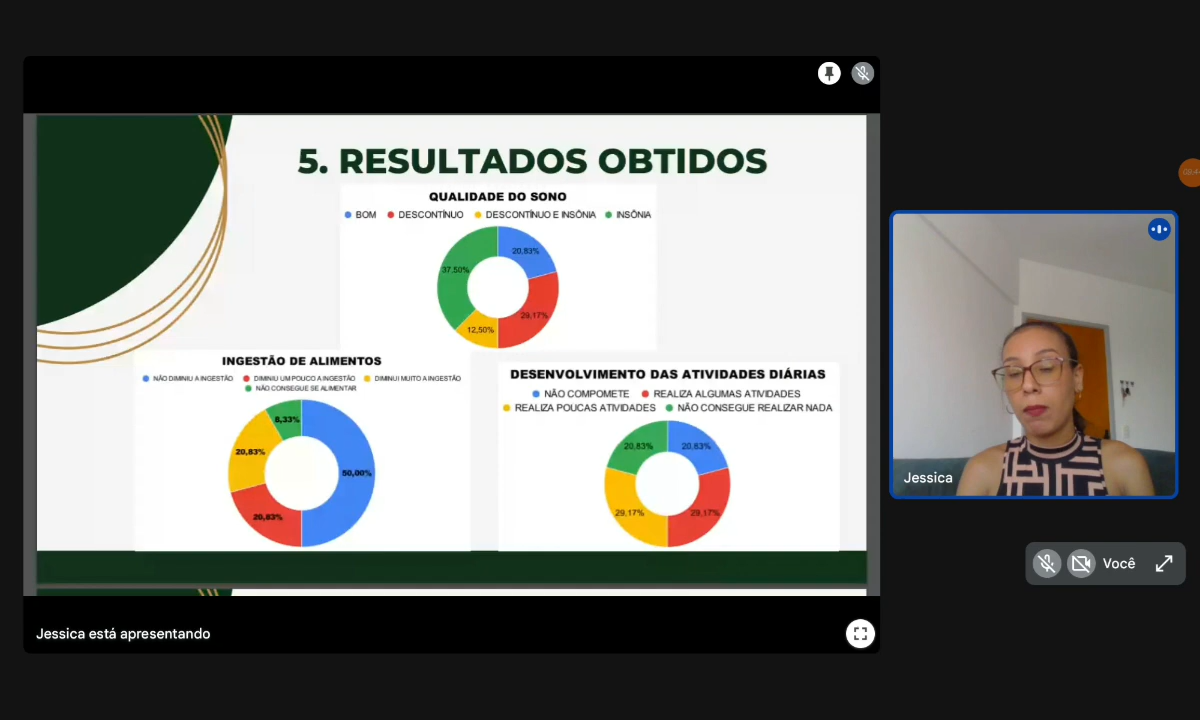 5. RESULTADOS OBTIDOS
QUALIDADE DO SONO
BOM DESCONTÍNUO DESCONTÍNUO E INSÔNIA INSÔNIA
20,83%
37,50%
29,17%
12,50%
INGESTÃO DE ALIMENTOS
NÃO DIMINIU A INGESTÃO DIMINIU UM POUCO A INGESTÃO DIMINUI MUITO A INGESTÃO
NÃO CONSEGUE SE ALIMENTAR
8,33%
20,83%
50,00%
20,83%
DESENVOLVIMENTO DAS ATIVIDADES DIÁRIAS
NÃO COMPOMETE REALIZA ALGUMAS ATIVIDADES
REALIZA POUCAS ATIVIDADES NÃO CONSEGUE REALIZAR NADA
20,83% 20,83%
29,17% 29,17%
Jessica
Você
Jessica está apresentando